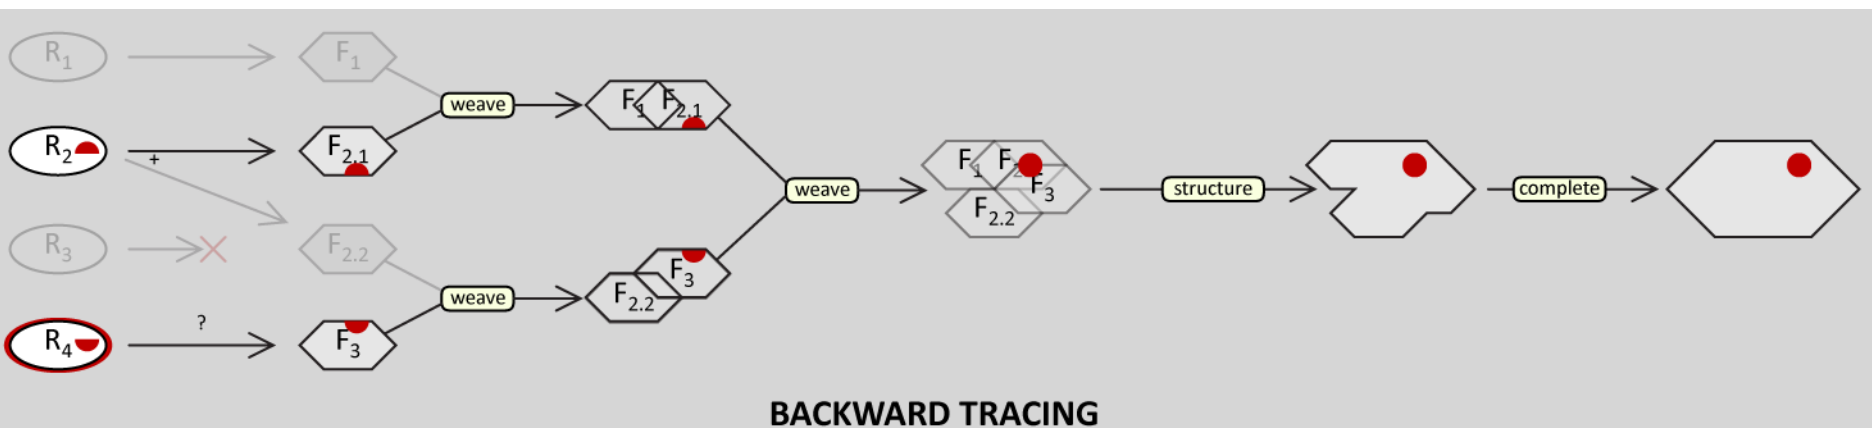 R1
F1
weave
F1 F2.1
R2
+
F2.1
F1 F2 F3
F2.2
weave
structure
complete
R3
F2.2
F3
F2.2
weave
R4
?
F3
BACKWARD TRACING